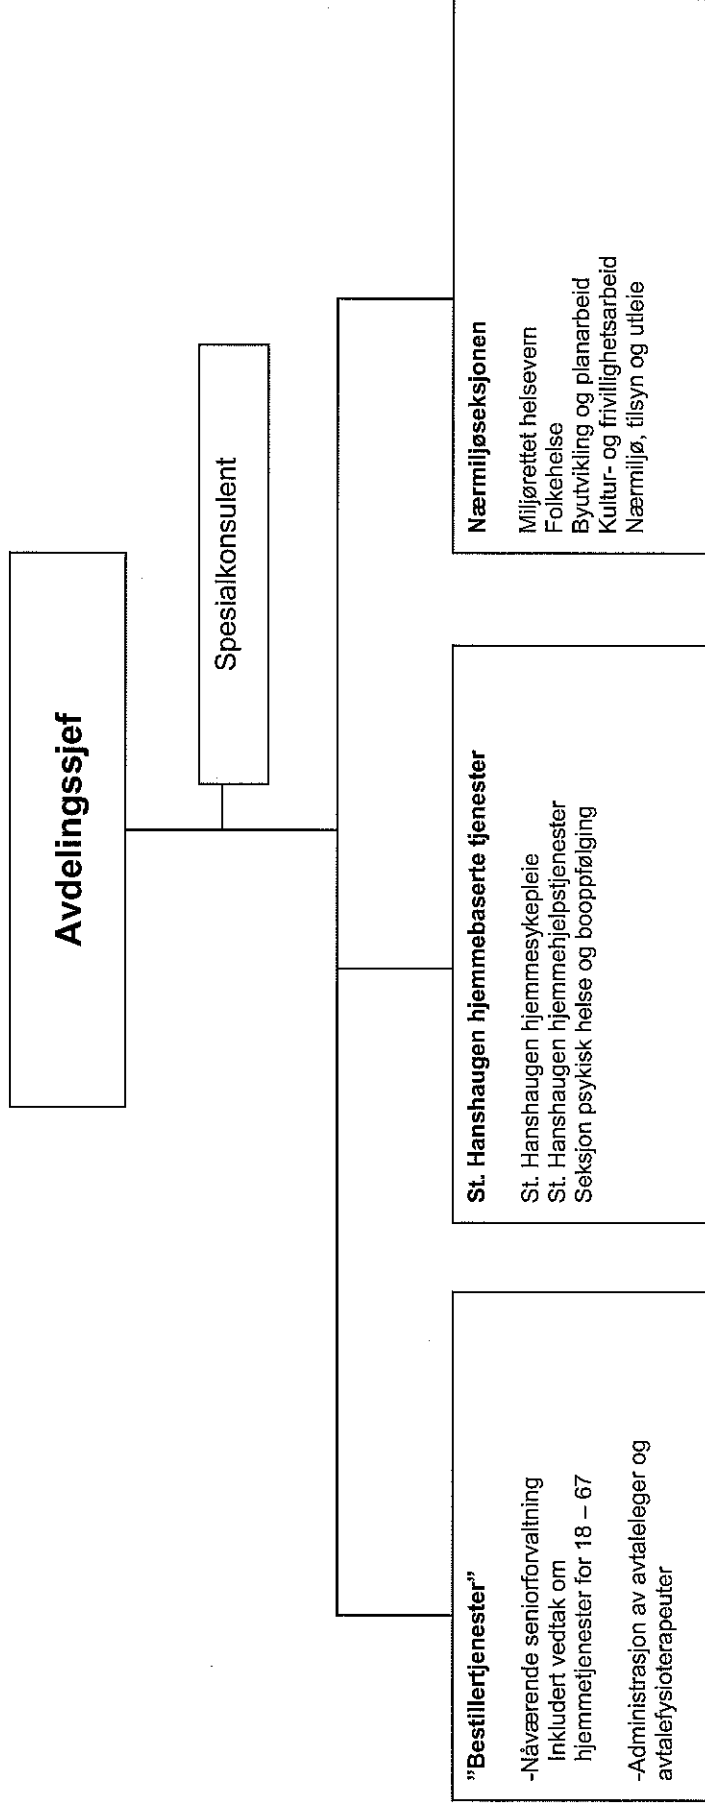 Avdelingssjef
Spesialkonsulent
"Bestillertjenester"
-Nåværende seniorforvaltning
Inkludert vedtak om
hjemmetjenester for 18 – 67
-Administrasjon av avtaleleger og
avtalefysioterapeuter
St. Hanshaugen hjemmebaserte tjenester
St. Hanshaugen hjemmesykepleie
St. Hanshaugen hjemmehjelpstjenester
Seksjon psykisk helse og booppfølging
Nærmiljøseksjonen
Miljørettet helsevern
Folkehelse
Byutvikling og planarbeid
Kultur- og frivillighetsarbeid
Nærmiljø, tilsyn og utleie